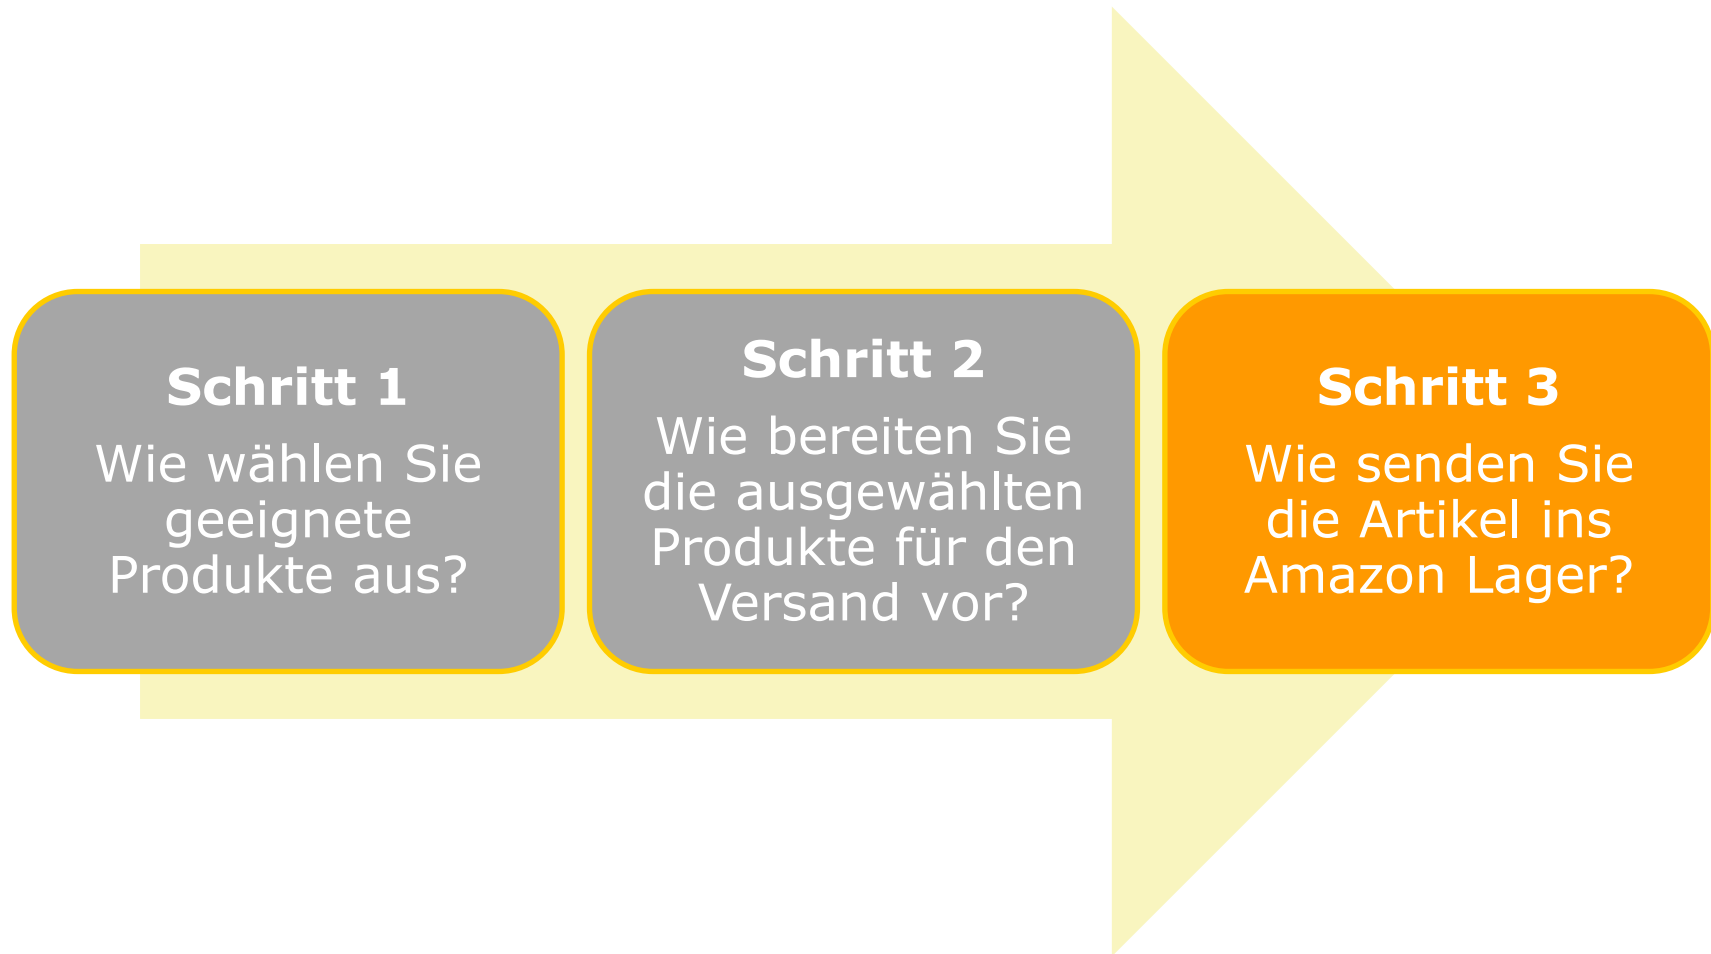 Schritt 1
Wie wählen Sie
geeignete
Produkte aus?
Schritt 2
Wie bereiten Sie
die ausgewählten
Produkte für den
Versand vor?
Schritt 3
Wie senden Sie
die Artikel ins
Amazon Lager?